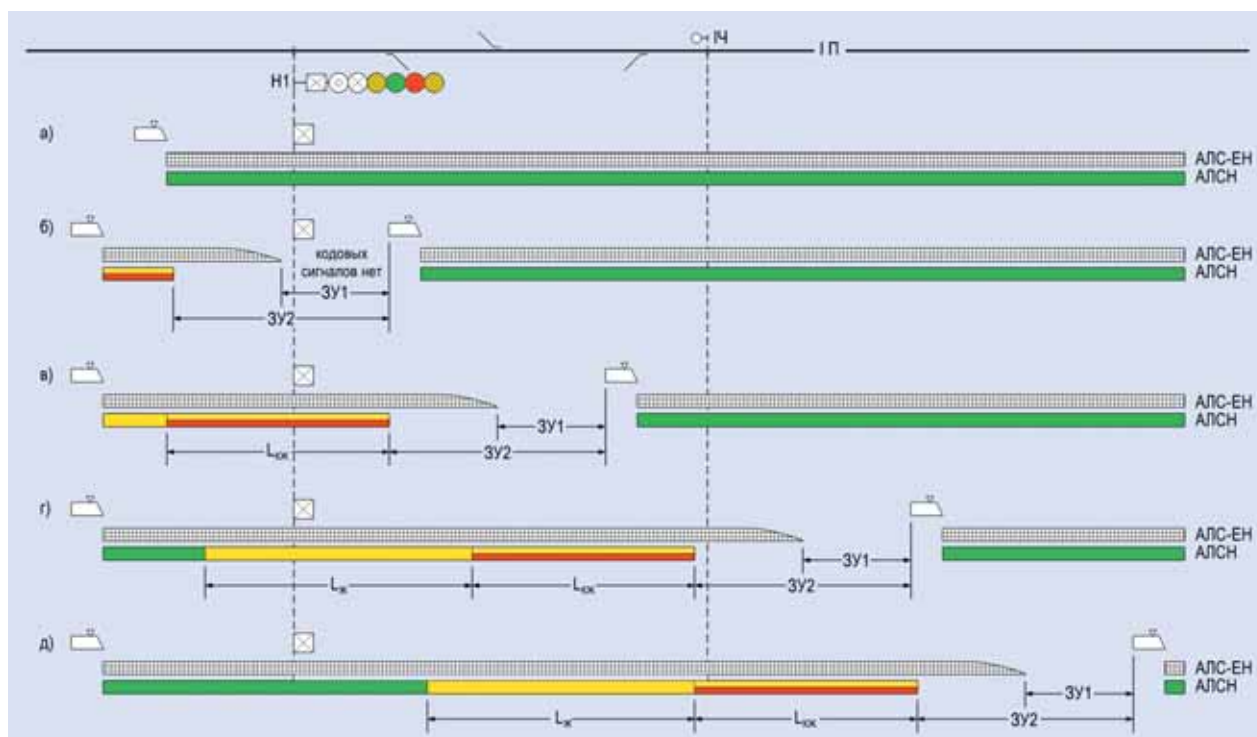 IЧ
I П
Н1
а)
АЛС-ЕН
АЛСН
б)
кодовых
сигналов нет
АЛС-ЕН
АЛСН
ЗУ1
ЗУ2
в)
АЛС-ЕН
АЛСН
ЗУ1
Lкж
ЗУ2
г)
АЛС-ЕН
АЛСН
ЗУ1
Lж
Lкж
ЗУ2
д)
АЛС-ЕН
АЛСН
ЗУ1
Lж
Lкж
ЗУ2